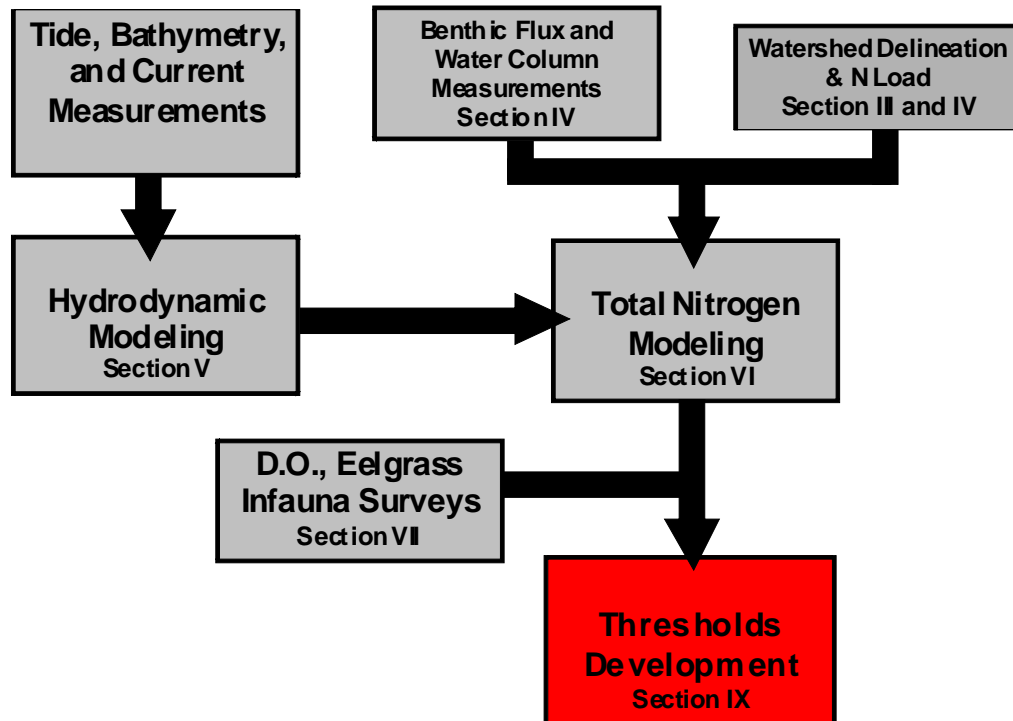 Tide, Bathymetry,
and Current
Measurements
Benthic Flux and
Water Column
Measurements
Section IV
Watershed Delineation
& N Load
Section III and IV
Hydrodynamic
Modeling
Section V
Total Nitrogen
Modeling
Section VI
D.O., Eelgrass
Infauna Surveys
Section VII
Thresholds
Development
Section IX